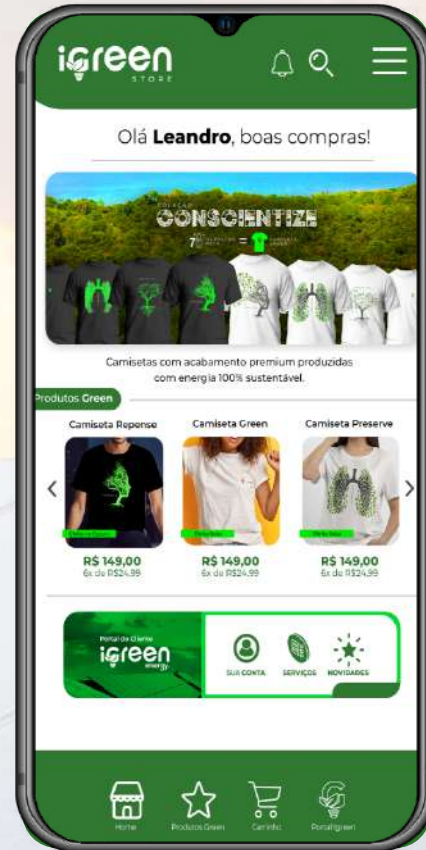 igreen
STORE
Olá Leandro, boas compras!
COLEÇÃO
CONSCIENTIZE
Camisetas com acabamento premium produzidas
com energia 100% sustentável.
Produtos Green
Camiseta Repense
Camiseta Green
Camiseta Preserve
R$ 149,00
6x de R$24,99
R$ 149,00
6x de R$24,99
R$ 149,00
6x de R$24,99
Portal do Cliente
igreen
energy
SUA CONTA
SERVIÇOS
NOVIDADES
Home
Produtos Green
Carrinho
Portal igreen